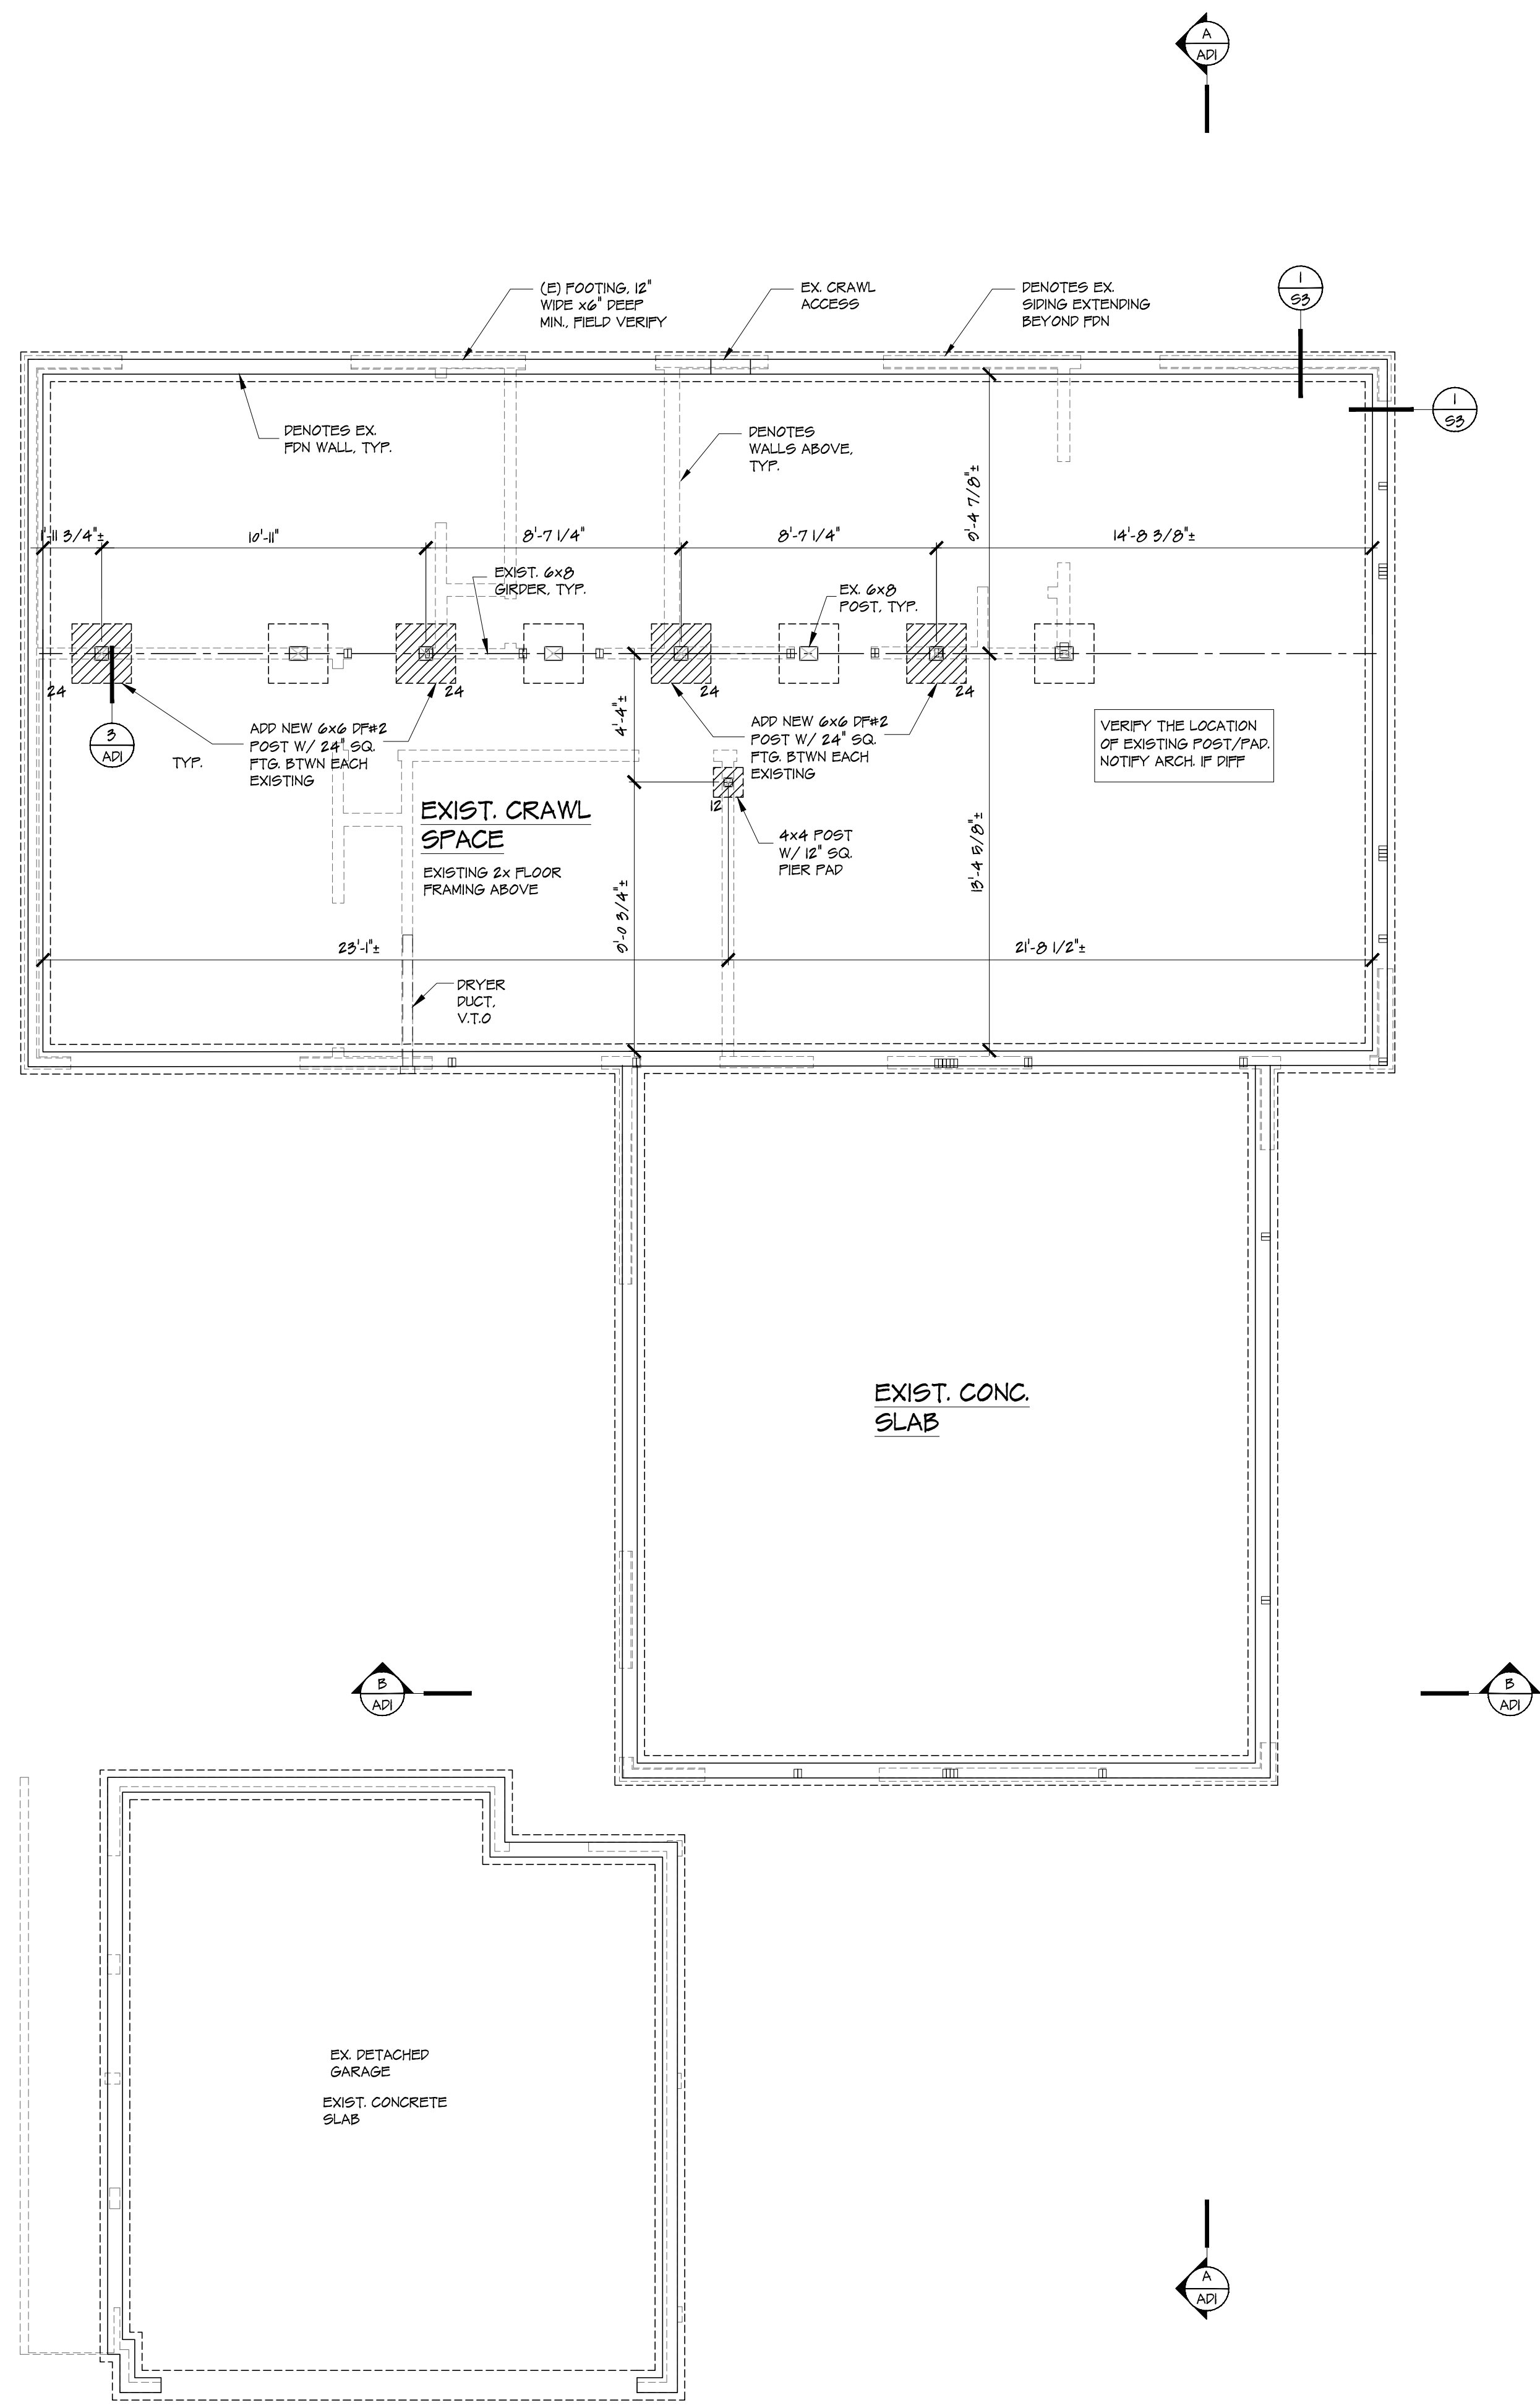 A
AD1
1
S3
(E) FOOTING, 12"
WIDE x6" DEEP
MIN., FIELD VERIFY
EX. CRAWL
ACCESS
DENOTES EX.
SIDING EXTENDING
BEYOND FDN
1
S3
DENOTES EX.
FDN WALL, TYP.
DENOTES
WALLS ABOVE,
TYP.
9'-4 7/8"±
1'-11 3/4"±
10'-11"
8'-7 1/4"
8'-7 1/4"
14'-8 3/8"±
EXIST. 6x8
GIRDER, TYP.
EX. 6x8
POST, TYP.
24
24
24
24
3
AD1
TYP.
ADD NEW 6x6 DF#2
POST W/ 24" SQ.
FTG. BTWN EACH
EXISTING
4'-4"±
ADD NEW 6x6 DF#2
POST W/ 24" SQ.
FTG. BTWN EACH
EXISTING
VERIFY THE LOCATION
OF EXISTING POST/PAD.
NOTIFY ARCH. IF DIFF
12
EXIST. CRAWL
SPACE
EXISTING 2x FLOOR
FRAMING ABOVE
4x4 POST
W/ 12" SQ.
PIER PAD
13'-4 5/8"±
9'-0 3/4"±
23'-1"±
21'-8 1/2"±
DRYER
DUCT,
V.T.O
EXIST. CONC.
SLAB
B
AD1
B
AD1
EX. DETACHED
GARAGE
EXIST. CONCRETE
SLAB
A
AD1